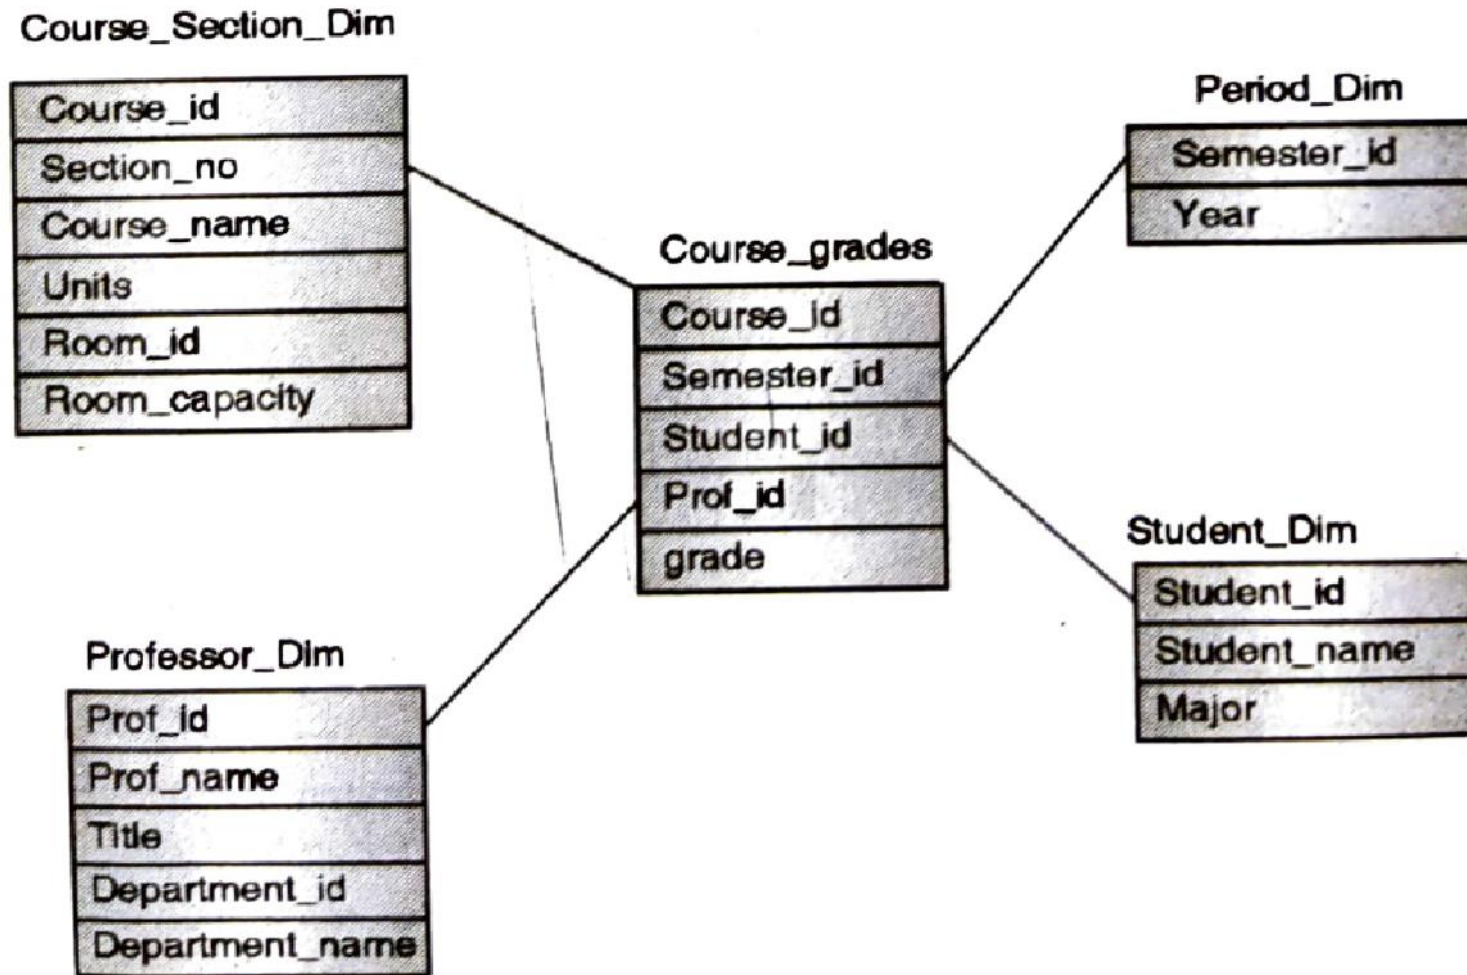 Course_Section_Dim
Course_id
Section_no
Course_name
Units
Room_id
Room_capacity
Period_Dim
Semester_id
Year
Course_grades
Course_id
Semester_id
Student_id
Prof_id
grade
Student_Dim
Student_id
Student_name
Major
Professor_Dim
Prof_id
Prof_name
Title
Department_id
Department_name